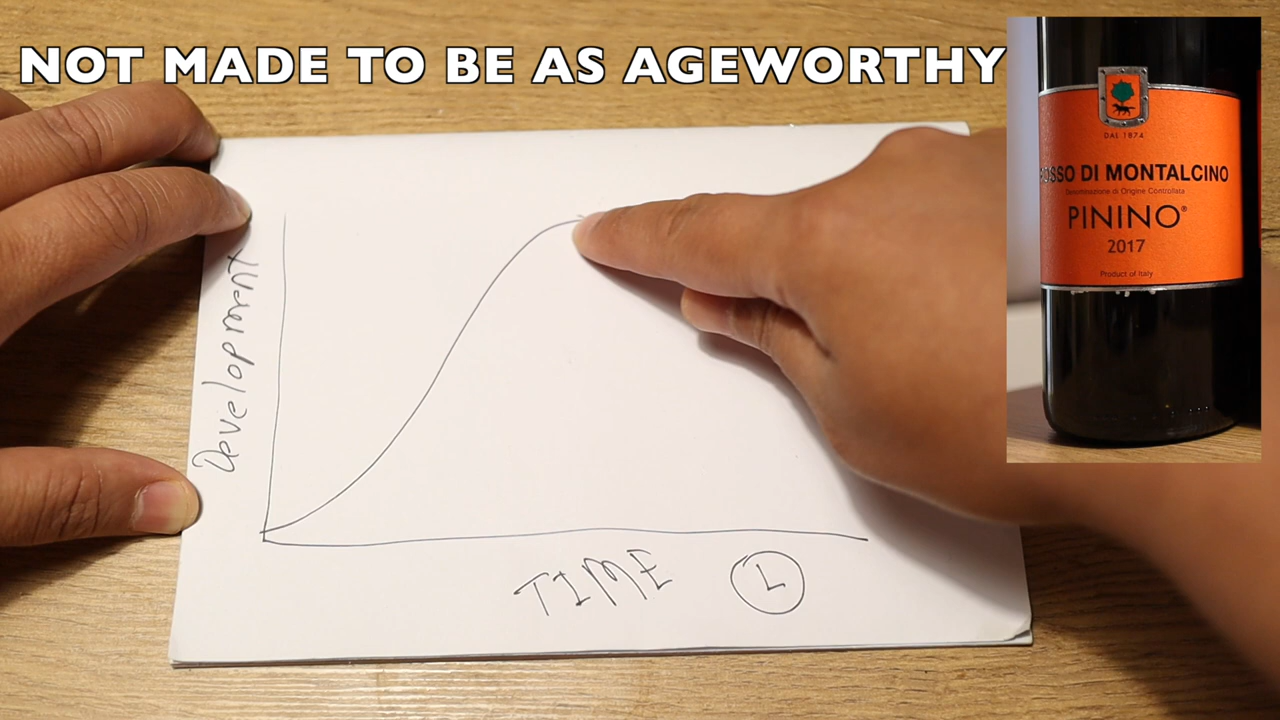 NOT MADE TO BE AS AGEWORTHY
DAL 1874
OSSO DI MONTALCINO
Denominazione di Origine Controllata
PININO®
2017
Product of Italy
Development
TIME